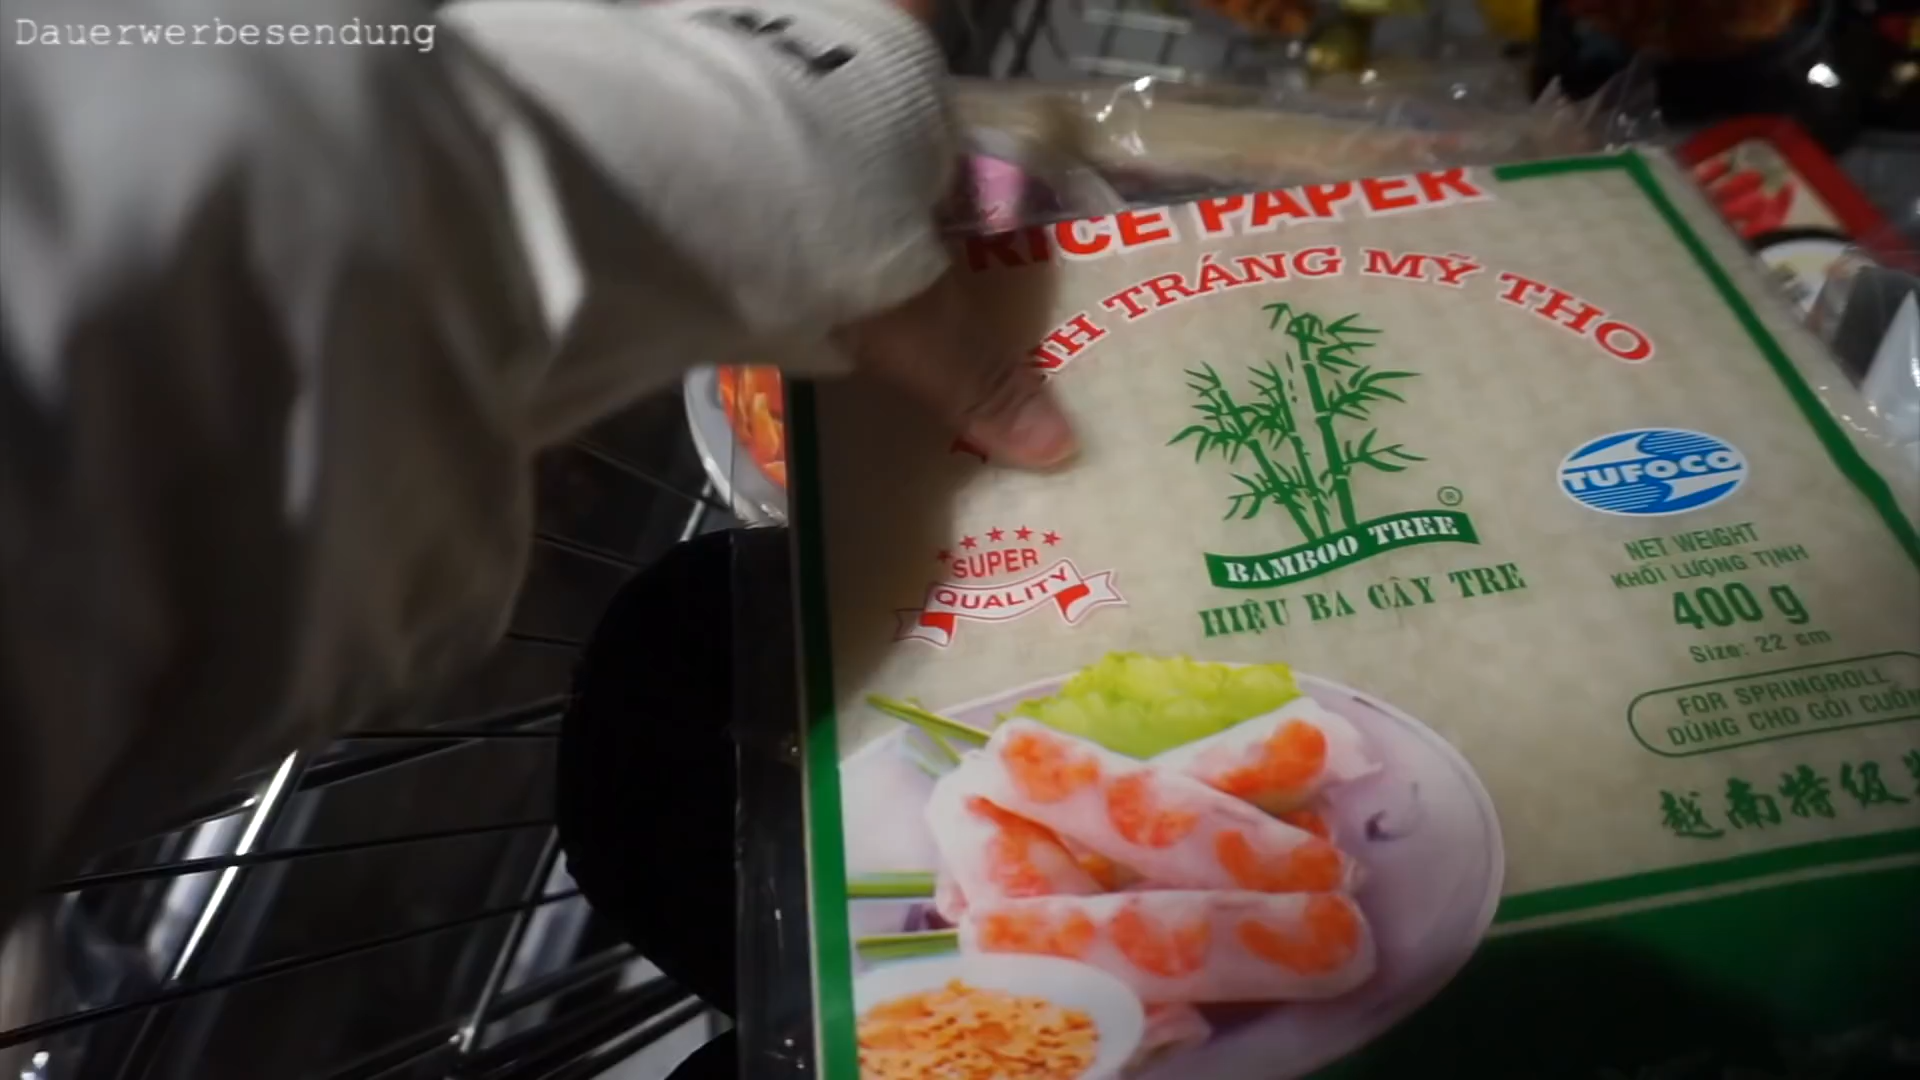 Dauerwerbesendung
RICE PAPER
NH TRÁNG MỸ THO
TUFOCO
®
BAMBOO TREE
HIỆU BA CÂY TRE
SUPER
QUALITY
NET WEIGHT
KHỐI LƯỢNG TỊNH
400 g
Size: 22 cm
FOR SPRINGROLL
DÙNG CHO GỎI CUỐN
越南特级